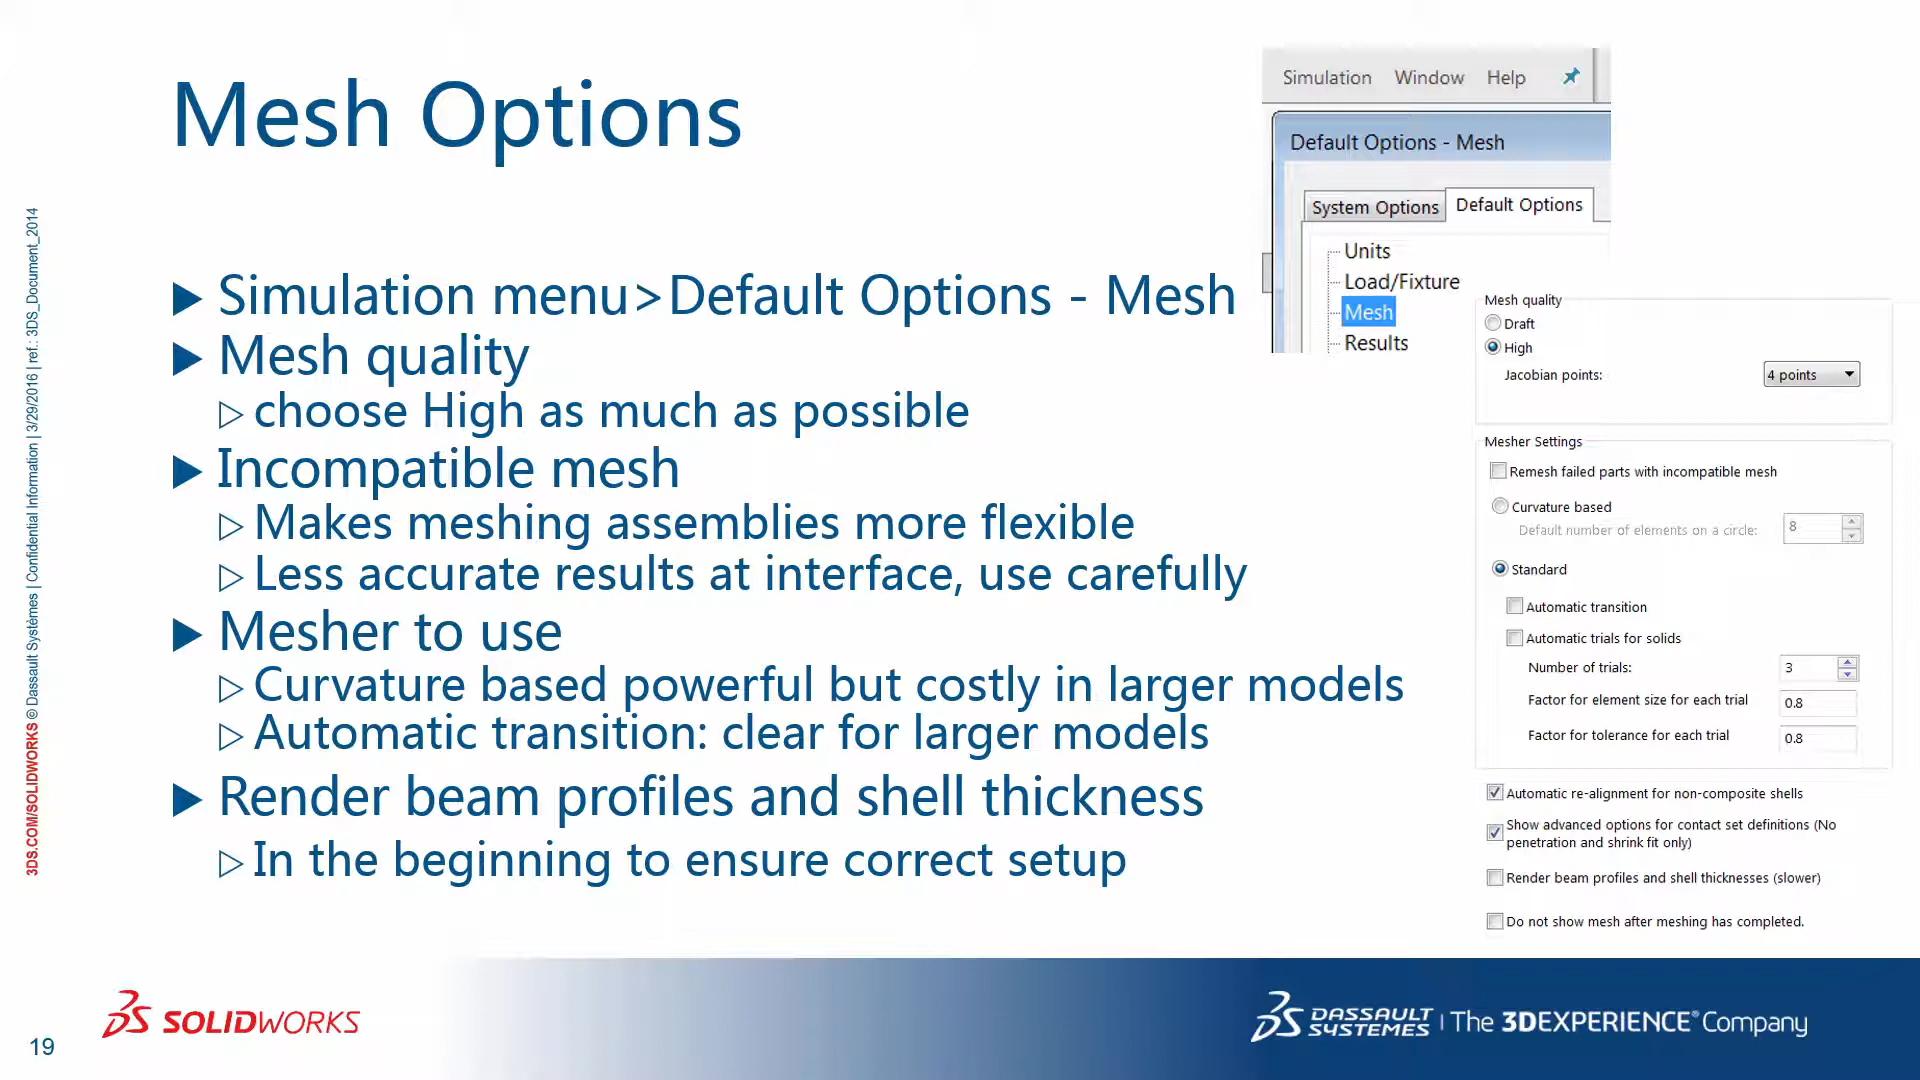 Mesh Options
▶ Simulation menu>Default Options - Mesh
▶ Mesh quality
▷ choose High as much as possible
▶ Incompatible mesh
▷ Makes meshing assemblies more flexible
▷ Less accurate results at interface, use carefully
▶ Mesher to use
▷ Curvature based powerful but costly in larger models
▷ Automatic transition: clear for larger models
▶ Render beam profiles and shell thickness
▷ In the beginning to ensure correct setup
Simulation Window Help
Default Options - Mesh
System Options Default Options
Units
Load/Fixture
Mesh
Results
Mesh quality
Draft
High
Jacobian points: 4 points
Mesher Settings
Remesh failed parts with incompatible mesh
Curvature based
Default number of elements on a circle: 8
Standard
Automatic transition
Automatic trials for solids
Number of trials: 3
Factor for element size for each trial 0.8
Factor for tolerance for each trial 0.8
Automatic re-alignment for non-composite shells
Show advanced options for contact set definitions (No
penetration and shrink fit only)
Render beam profiles and shell thicknesses (slower)
Do not show mesh after meshing has completed.
3DS.COM/SOLIDWORKS © Dassault Systèmes | Confidential Information | 3/29/2016 | ref.: 3DS_Document_2014
19
SOLIDWORKS
DASSAULT SYSTEMES | The 3DEXPERIENCE® Company